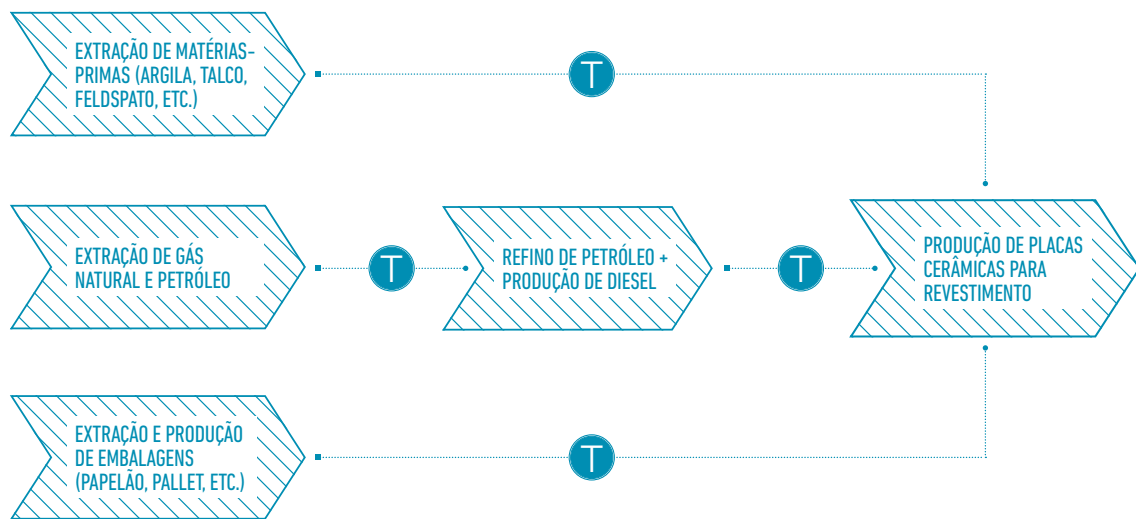 EXTRAÇÃO DE MATÉRIAS-
PRIMAS (ARGILA, TALCO,
FELDSPATO, ETC.)
T
EXTRAÇÃO DE GÁS
NATURAL E PETRÓLEO
T
REFINO DE PETRÓLEO +
PRODUÇÃO DE DIESEL
T
PRODUÇÃO DE PLACAS
CERÂMICAS PARA
REVESTIMENTO
EXTRAÇÃO E PRODUÇÃO
DE EMBALAGENS
(PAPELÃO, PALLET, ETC.)
T